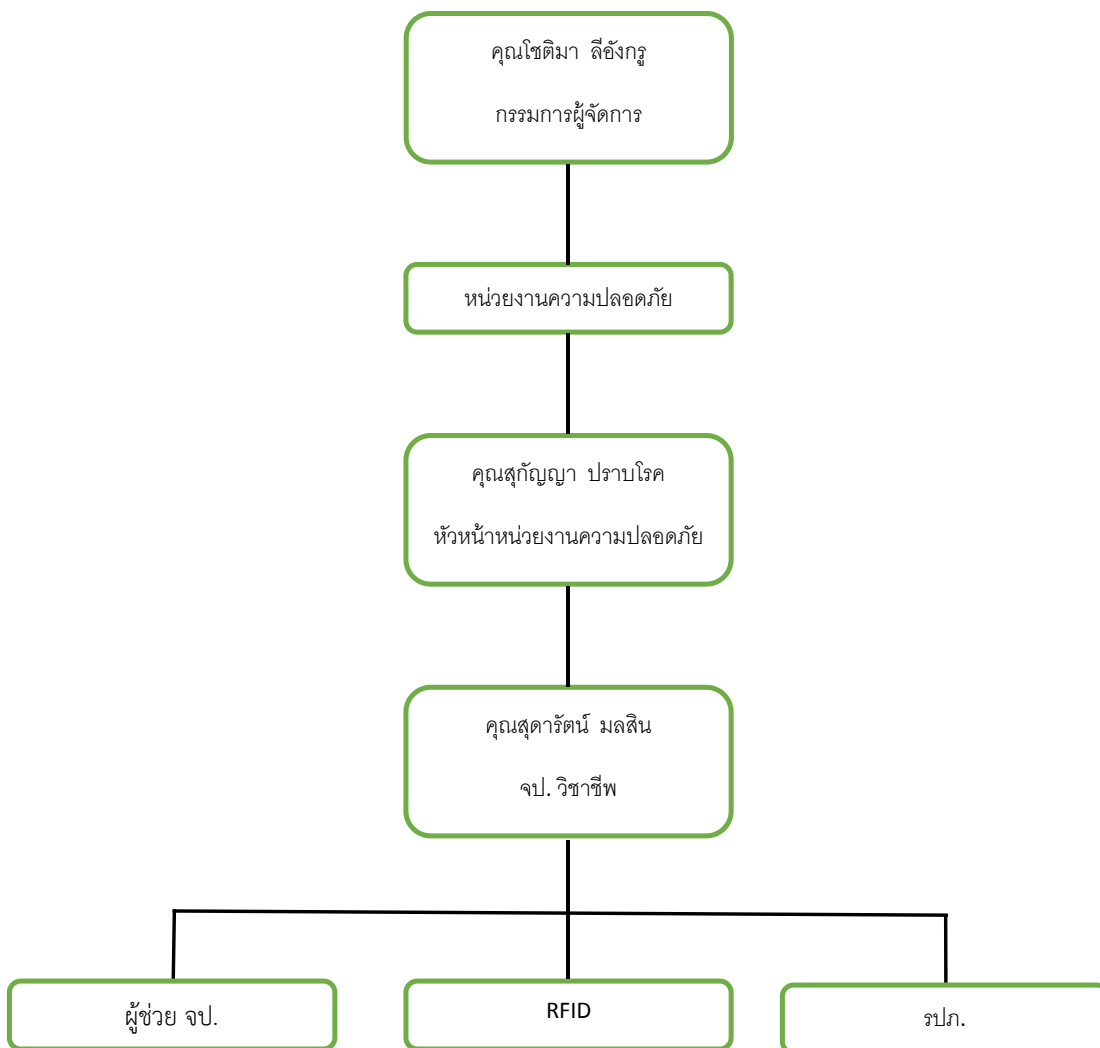 คุณโชติมา ลีอังกรู
กรรมการผู้จัดการ
หน่วยงานความปลอดภัย
คุณสุกัญญา ปราบโรค
หัวหน้าหน่วยงานความปลอดภัย
คุณสุดารัตน์ มลสิน
จป. วิชาชีพ
ผู้ช่วย จป.
RFID
รปภ.